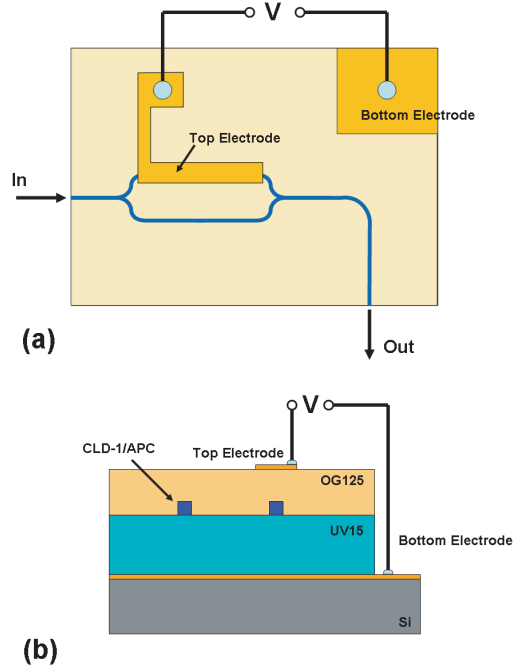 V
Bottom Electrode
Top Electrode
In
(a)
Out
V
CLD-1/APC
Top Electrode
OG125
UV15
Bottom Electrode
Si
(b)